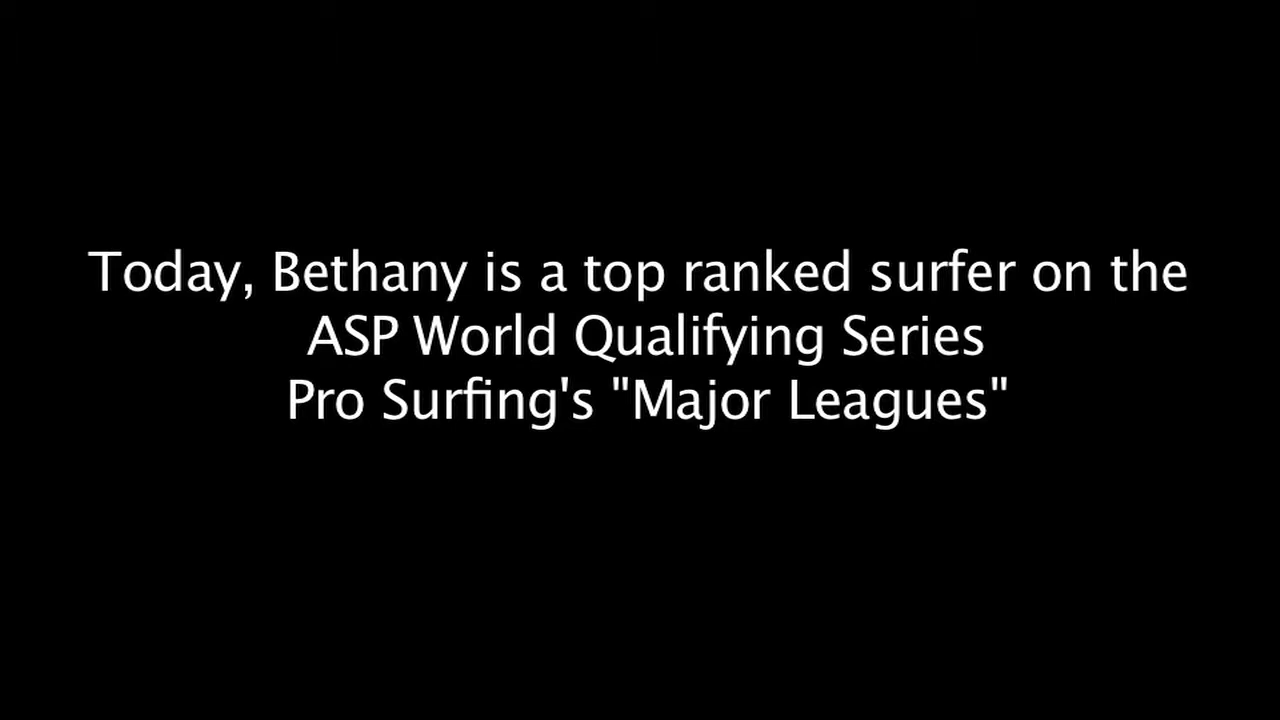 Today, Bethany is a top ranked surfer on the
ASP World Qualifying Series
Pro Surfing's "Major Leagues"